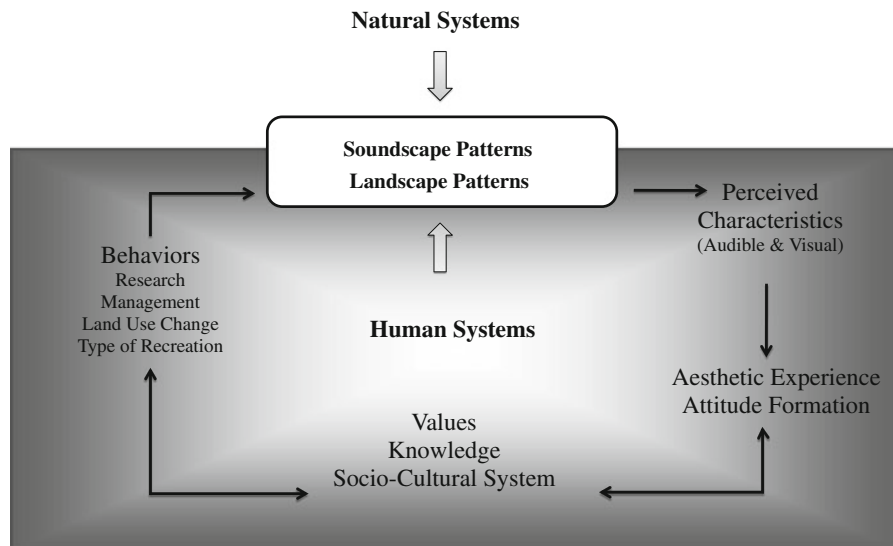 Natural Systems
Soundscape Patterns
Landscape Patterns
Perceived
Characteristics
(Audible & Visual)
Behaviors
Research
Management
Land Use Change
Type of Recreation
Human Systems
Aesthetic Experience
Attitude Formation
Values
Knowledge
Socio-Cultural System